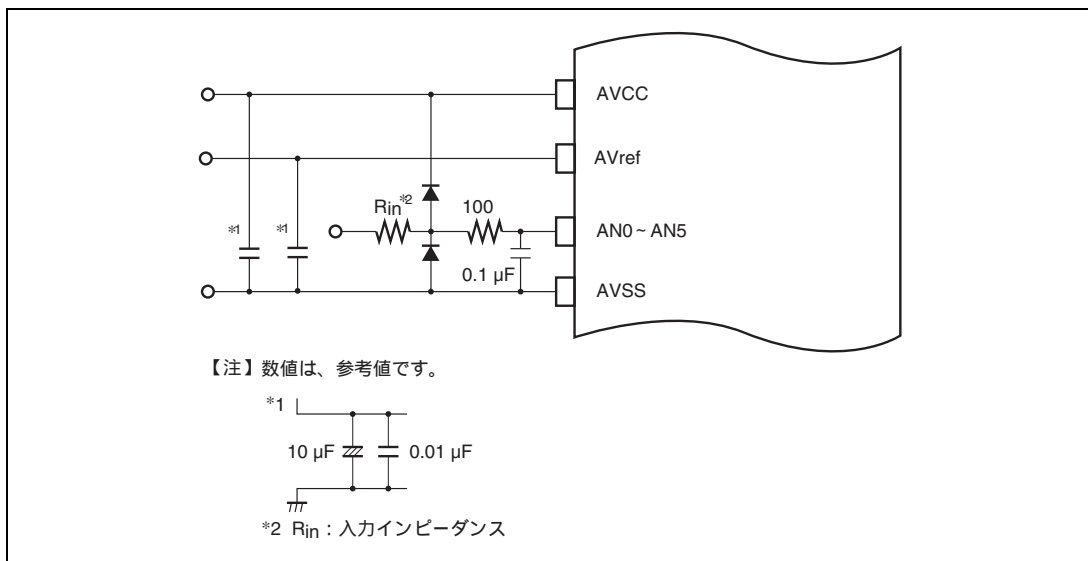 AVCC
AVref
Rin*2
100
*1
*1
AN0~AN5
0.1 μF
AVSS
【注】数値は、参考値です。
*1
10 μF
0.01 μF
*2 Rin：入力インピーダンス